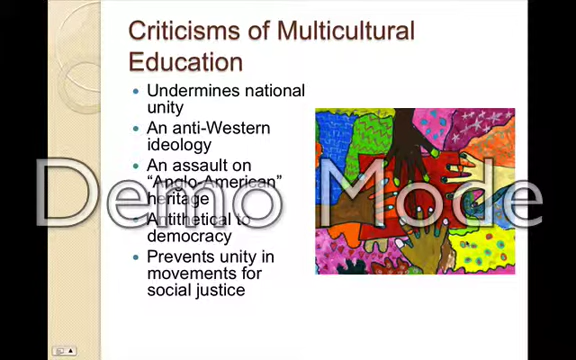 Criticisms of Multicultural
Education
Undermines national
unity
An anti-Western
ideology
An assault on
“Anglo-American”
heritage
Antithetical to
democracy
Prevents unity in
movements for
social justice
Demo Mode